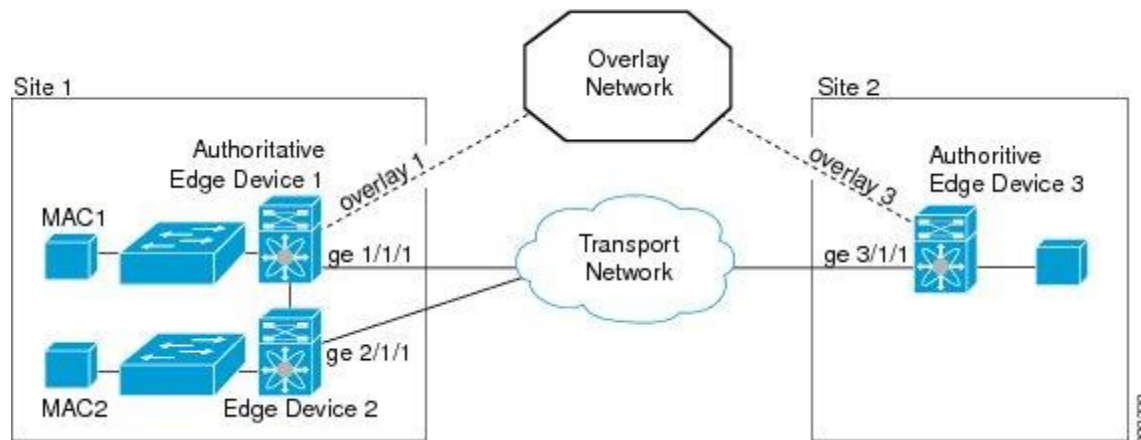 Overlay
Network
Site 1
Site 2
Authoritative
Edge Device 1
overlay 1
overlay 3
Authoritive
Edge Device 3
MAC1
ge 1/1/1
Transport
Network
ge 3/1/1
ge 2/1/1
MAC2
Edge Device 2